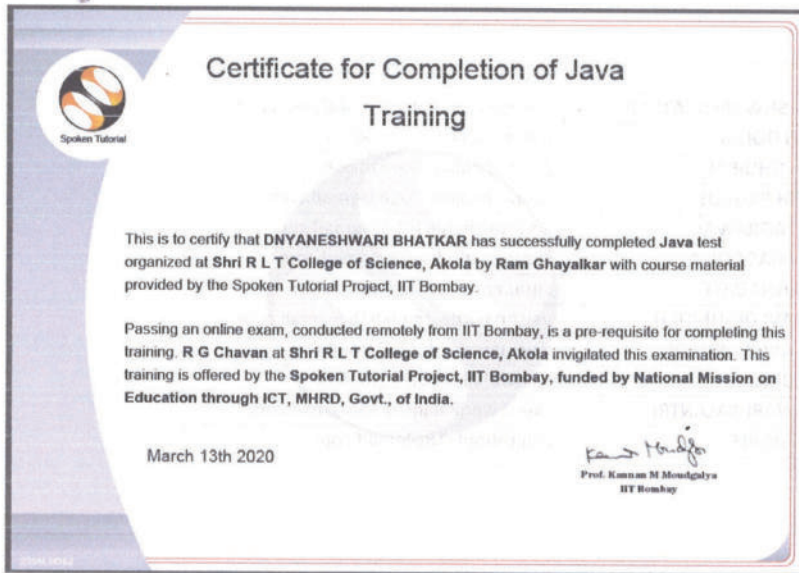 Certificate for Completion of Java
Training
Spoken Tutorial
This is to certify that DNYANESHWARI BHATKAR has successfully completed Java test
organized at Shri R L T College of Science, Akola by Ram Ghayalkar with course material
provided by the Spoken Tutorial Project, IIT Bombay.
Passing an online exam, conducted remotely from IIT Bombay, is a pre-requisite for completing this
training. R G Chavan at Shri R L T College of Science, Akola invigilated this examination. This
training is offered by the Spoken Tutorial Project, IIT Bombay, funded by National Mission on
Education through ICT, MHRD, Govt., of India.
March 13th 2020
Prof. Kannan M Moudgalya
IIT Bombay